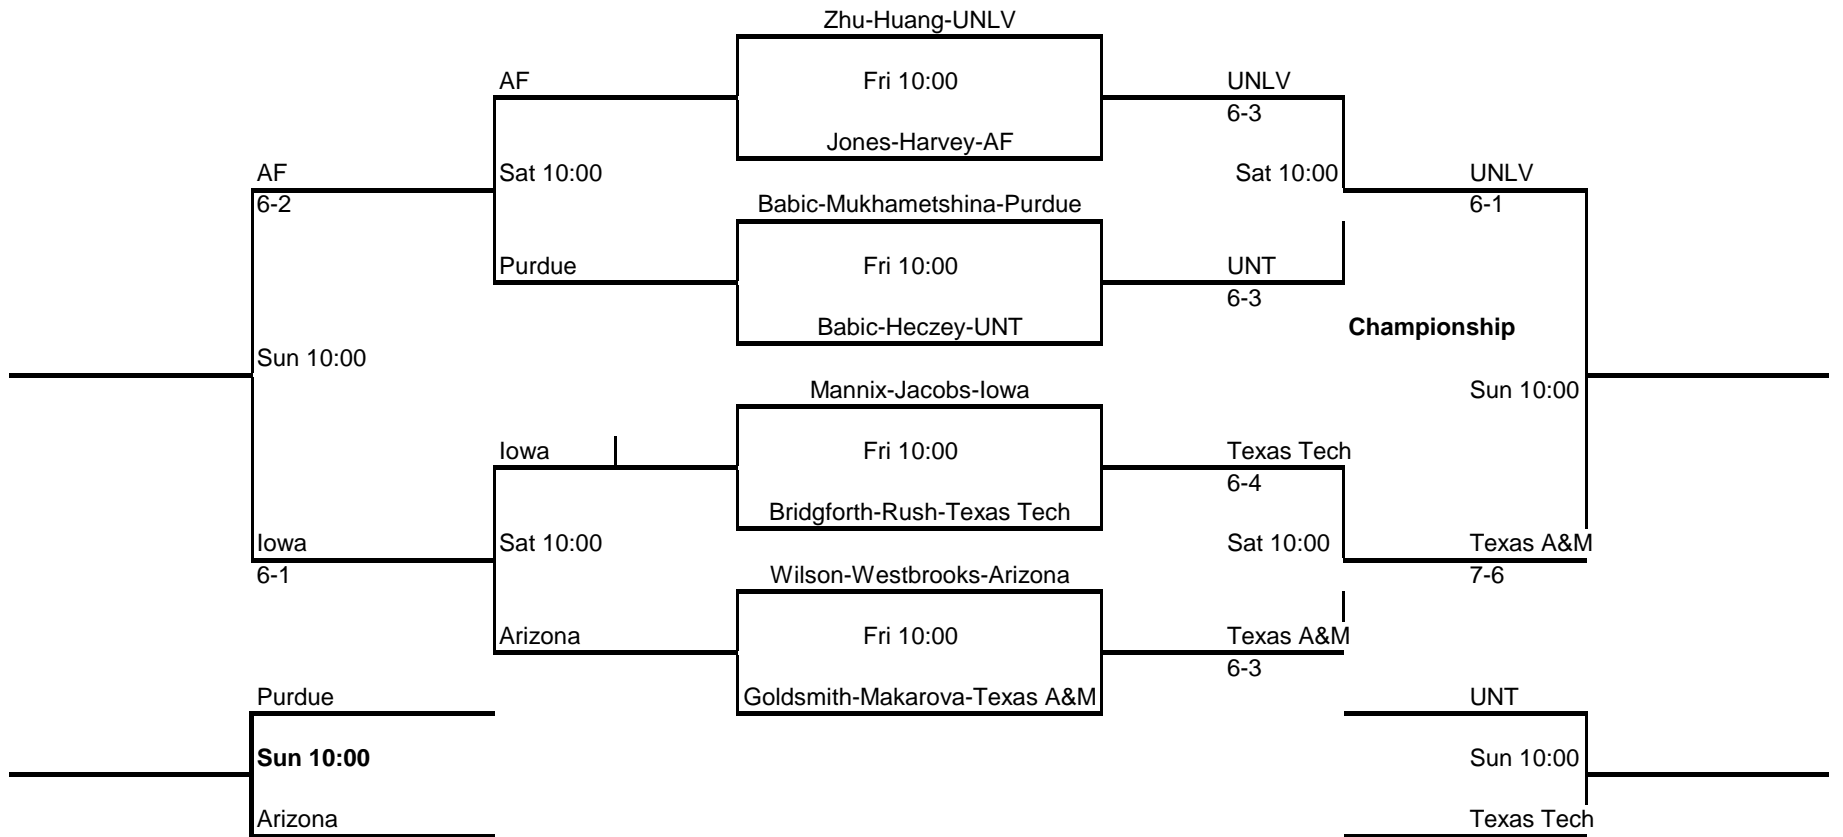 Zhu-Huang-UNLV
AF
Fri 10:00
UNLV
6-3
Jones-Harvey-AF
AF
Sat 10:00
Sat 10:00
UNLV
6-2
Babic-Mukhametshina-Purdue
6-1
Purdue
Fri 10:00
UNT
6-3
Babic-Heczey-UNT
Championship
Sun 10:00
Mannix-Jacobs-Iowa
Sun 10:00
Iowa
Fri 10:00
Texas Tech
6-4
Bridgforth-Rush-Texas Tech
Iowa
Sat 10:00
Sat 10:00
Texas A&M
6-1
Wilson-Westbrooks-Arizona
7-6
Arizona
Fri 10:00
Texas A&M
6-3
Purdue
Goldsmith-Makarova-Texas A&M
UNT
Sun 10:00
Sun 10:00
Arizona
Texas Tech